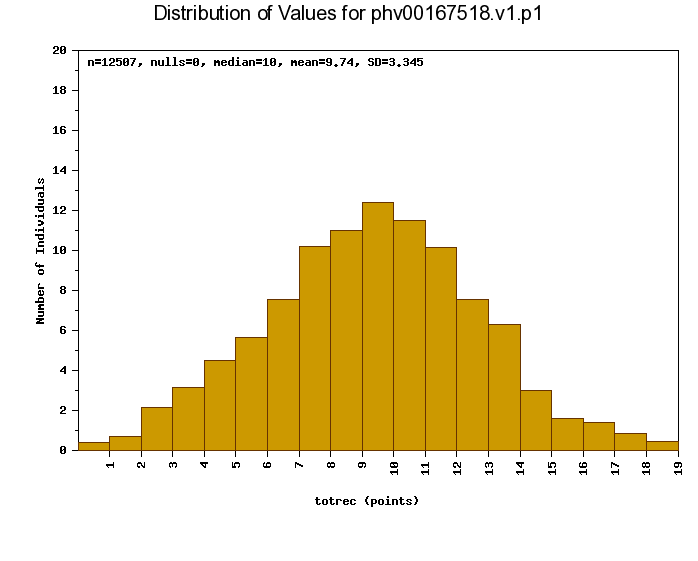 Distribution of Values for phv00167518.v1.p1
20
n=12507, nulls=0, median=10, mean=9.74, SD=3.345
18
16
14
12
10
8
6
4
2
0
Number of Individuals
1 2 3 4 5 6 7 8 9 10 11 12 13 14 15 16 17 18 19
totrec (points)